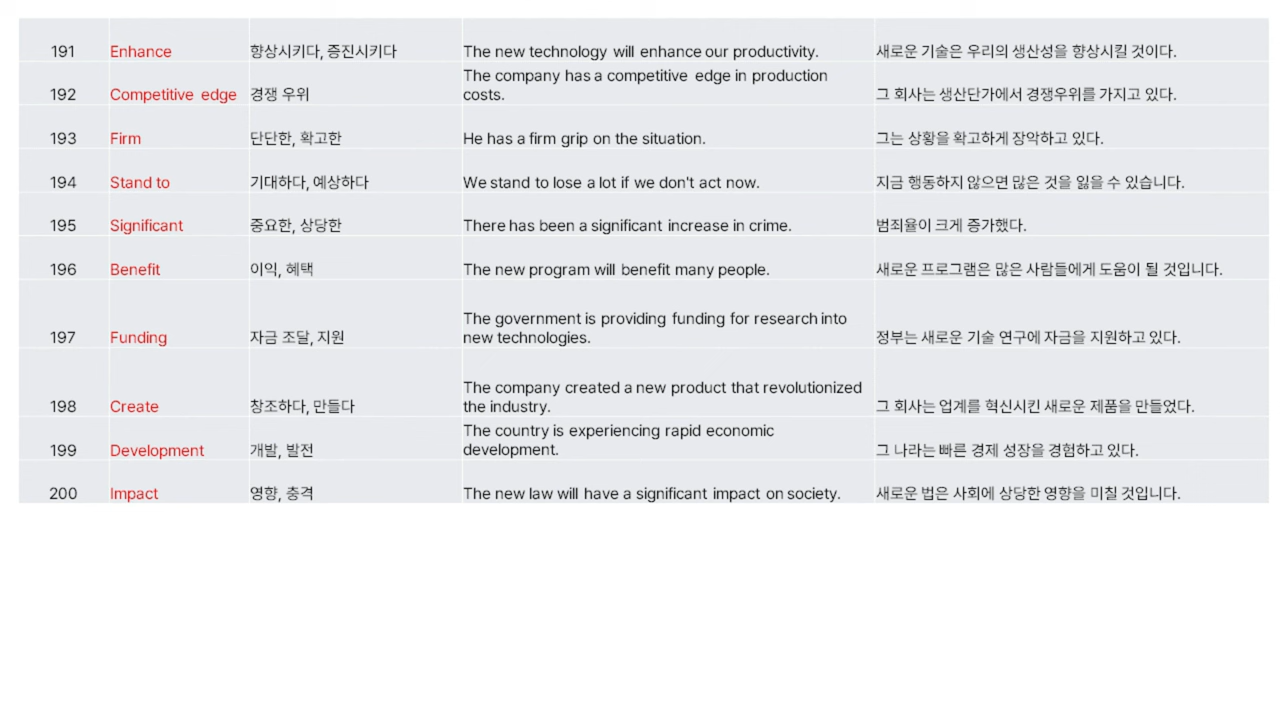 191 Enhance 향상시키다, 증진시키다 The new technology will enhance our productivity. 새로운 기술은 우리의 생산성을 향상시킬 것이다.
192 Competitive edge 경쟁 우위 The company has a competitive edge in production
costs. 그 회사는 생산단가에서 경쟁우위를 가지고 있다.
193 Firm 단단한, 확고한 He has a firm grip on the situation. 그는 상황을 확고하게 장악하고 있다.
194 Stand to 기대하다, 예상하다 We stand to lose a lot if we don't act now. 지금 행동하지 않으면 많은 것을 잃을 수 있습니다.
195 Significant 중요한, 상당한 There has been a significant increase in crime. 범죄율이 크게 증가했다.
196 Benefit 이익, 혜택 The new program will benefit many people. 새로운 프로그램은 많은 사람들에게 도움이 될 것입니다.
197 Funding 자금 조달, 지원 The government is providing funding for research into
new technologies. 정부는 새로운 기술 연구에 자금을 지원하고 있다.
198 Create 창조하다, 만들다 The company created a new product that revolutionized
the industry. 그 회사는 업계를 혁신시킨 새로운 제품을 만들었다.
199 Development 개발, 발전 The country is experiencing rapid economic
development. 그 나라는 빠른 경제 성장을 경험하고 있다.
200 Impact 영향, 충격 The new law will have a significant impact on society. 새로운 법은 사회에 상당한 영향을 미칠 것입니다.